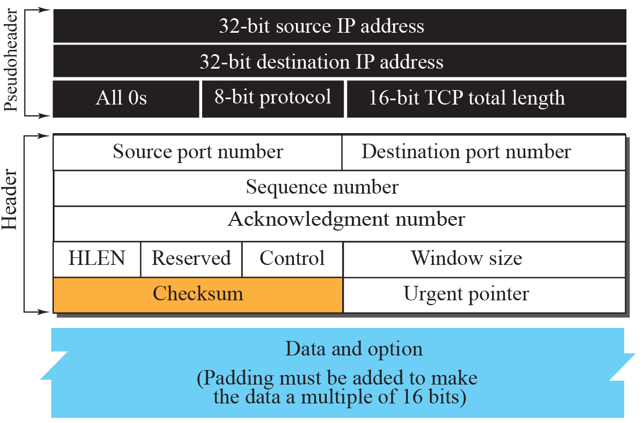 Pseudoheader
32-bit source IP address
32-bit destination IP address
All 0s 8-bit protocol 16-bit TCP total length
Header
Source port number Destination port number
Sequence number
Acknowledgment number
HLEN Reserved Control Window size
Checksum Urgent pointer
Data and option
(Padding must be added to make
the data a multiple of 16 bits)